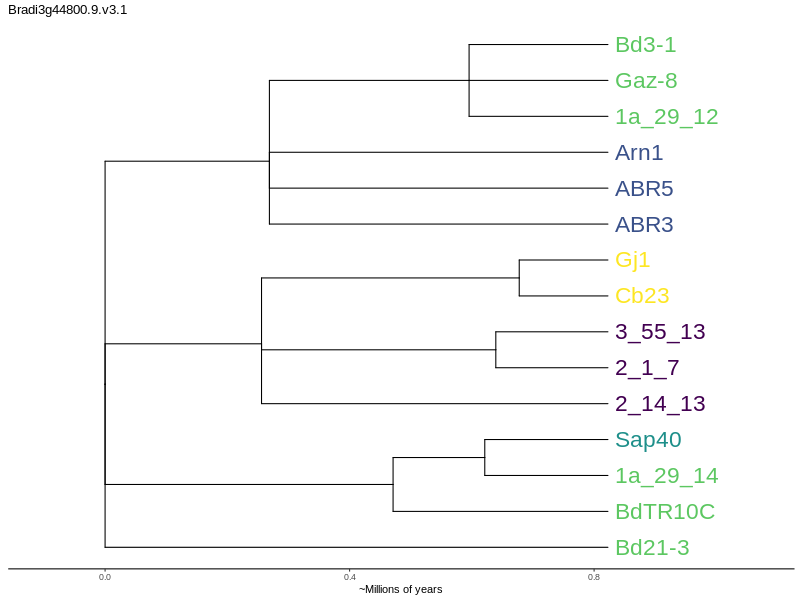 Bradi3g44800.9.v3.1
Bd3-1
Gaz-8
1a_29_12
Arn1
ABR5
ABR3
Gj1
Cb23
3_55_13
2_1_7
2_14_13
Sap40
1a_29_14
BdTR10C
Bd21-3
0.0 0.4 0.8
~Millions of years